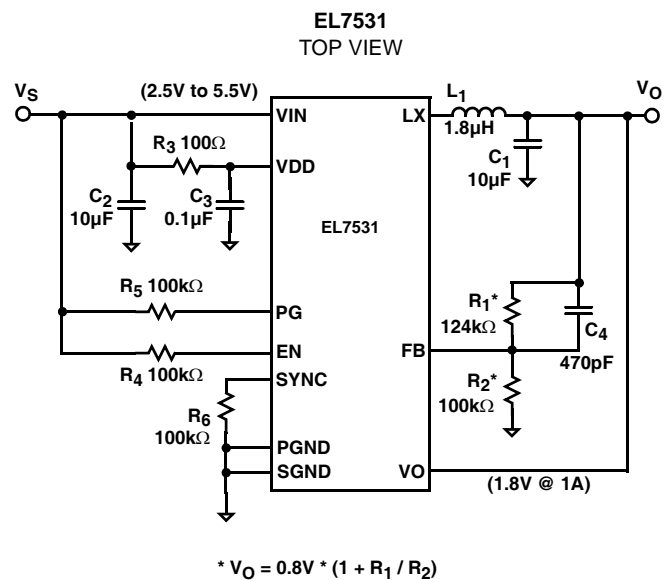 EL7531
TOP VIEW
VS
(2.5V to 5.5V)
VIN
LX
L1
1.8µH
VO
R3 100Ω
VDD
C1
10µF
C2
10µF
C3
0.1µF
EL7531
R5 100kΩ
PG
R1*
124kΩ
C4
470pF
R4 100kΩ
EN
FB
SYNC
R2*
100kΩ
R6
100kΩ
PGND
SGND
VO
(1.8V @ 1A)
* VO = 0.8V * (1 + R1 / R2)